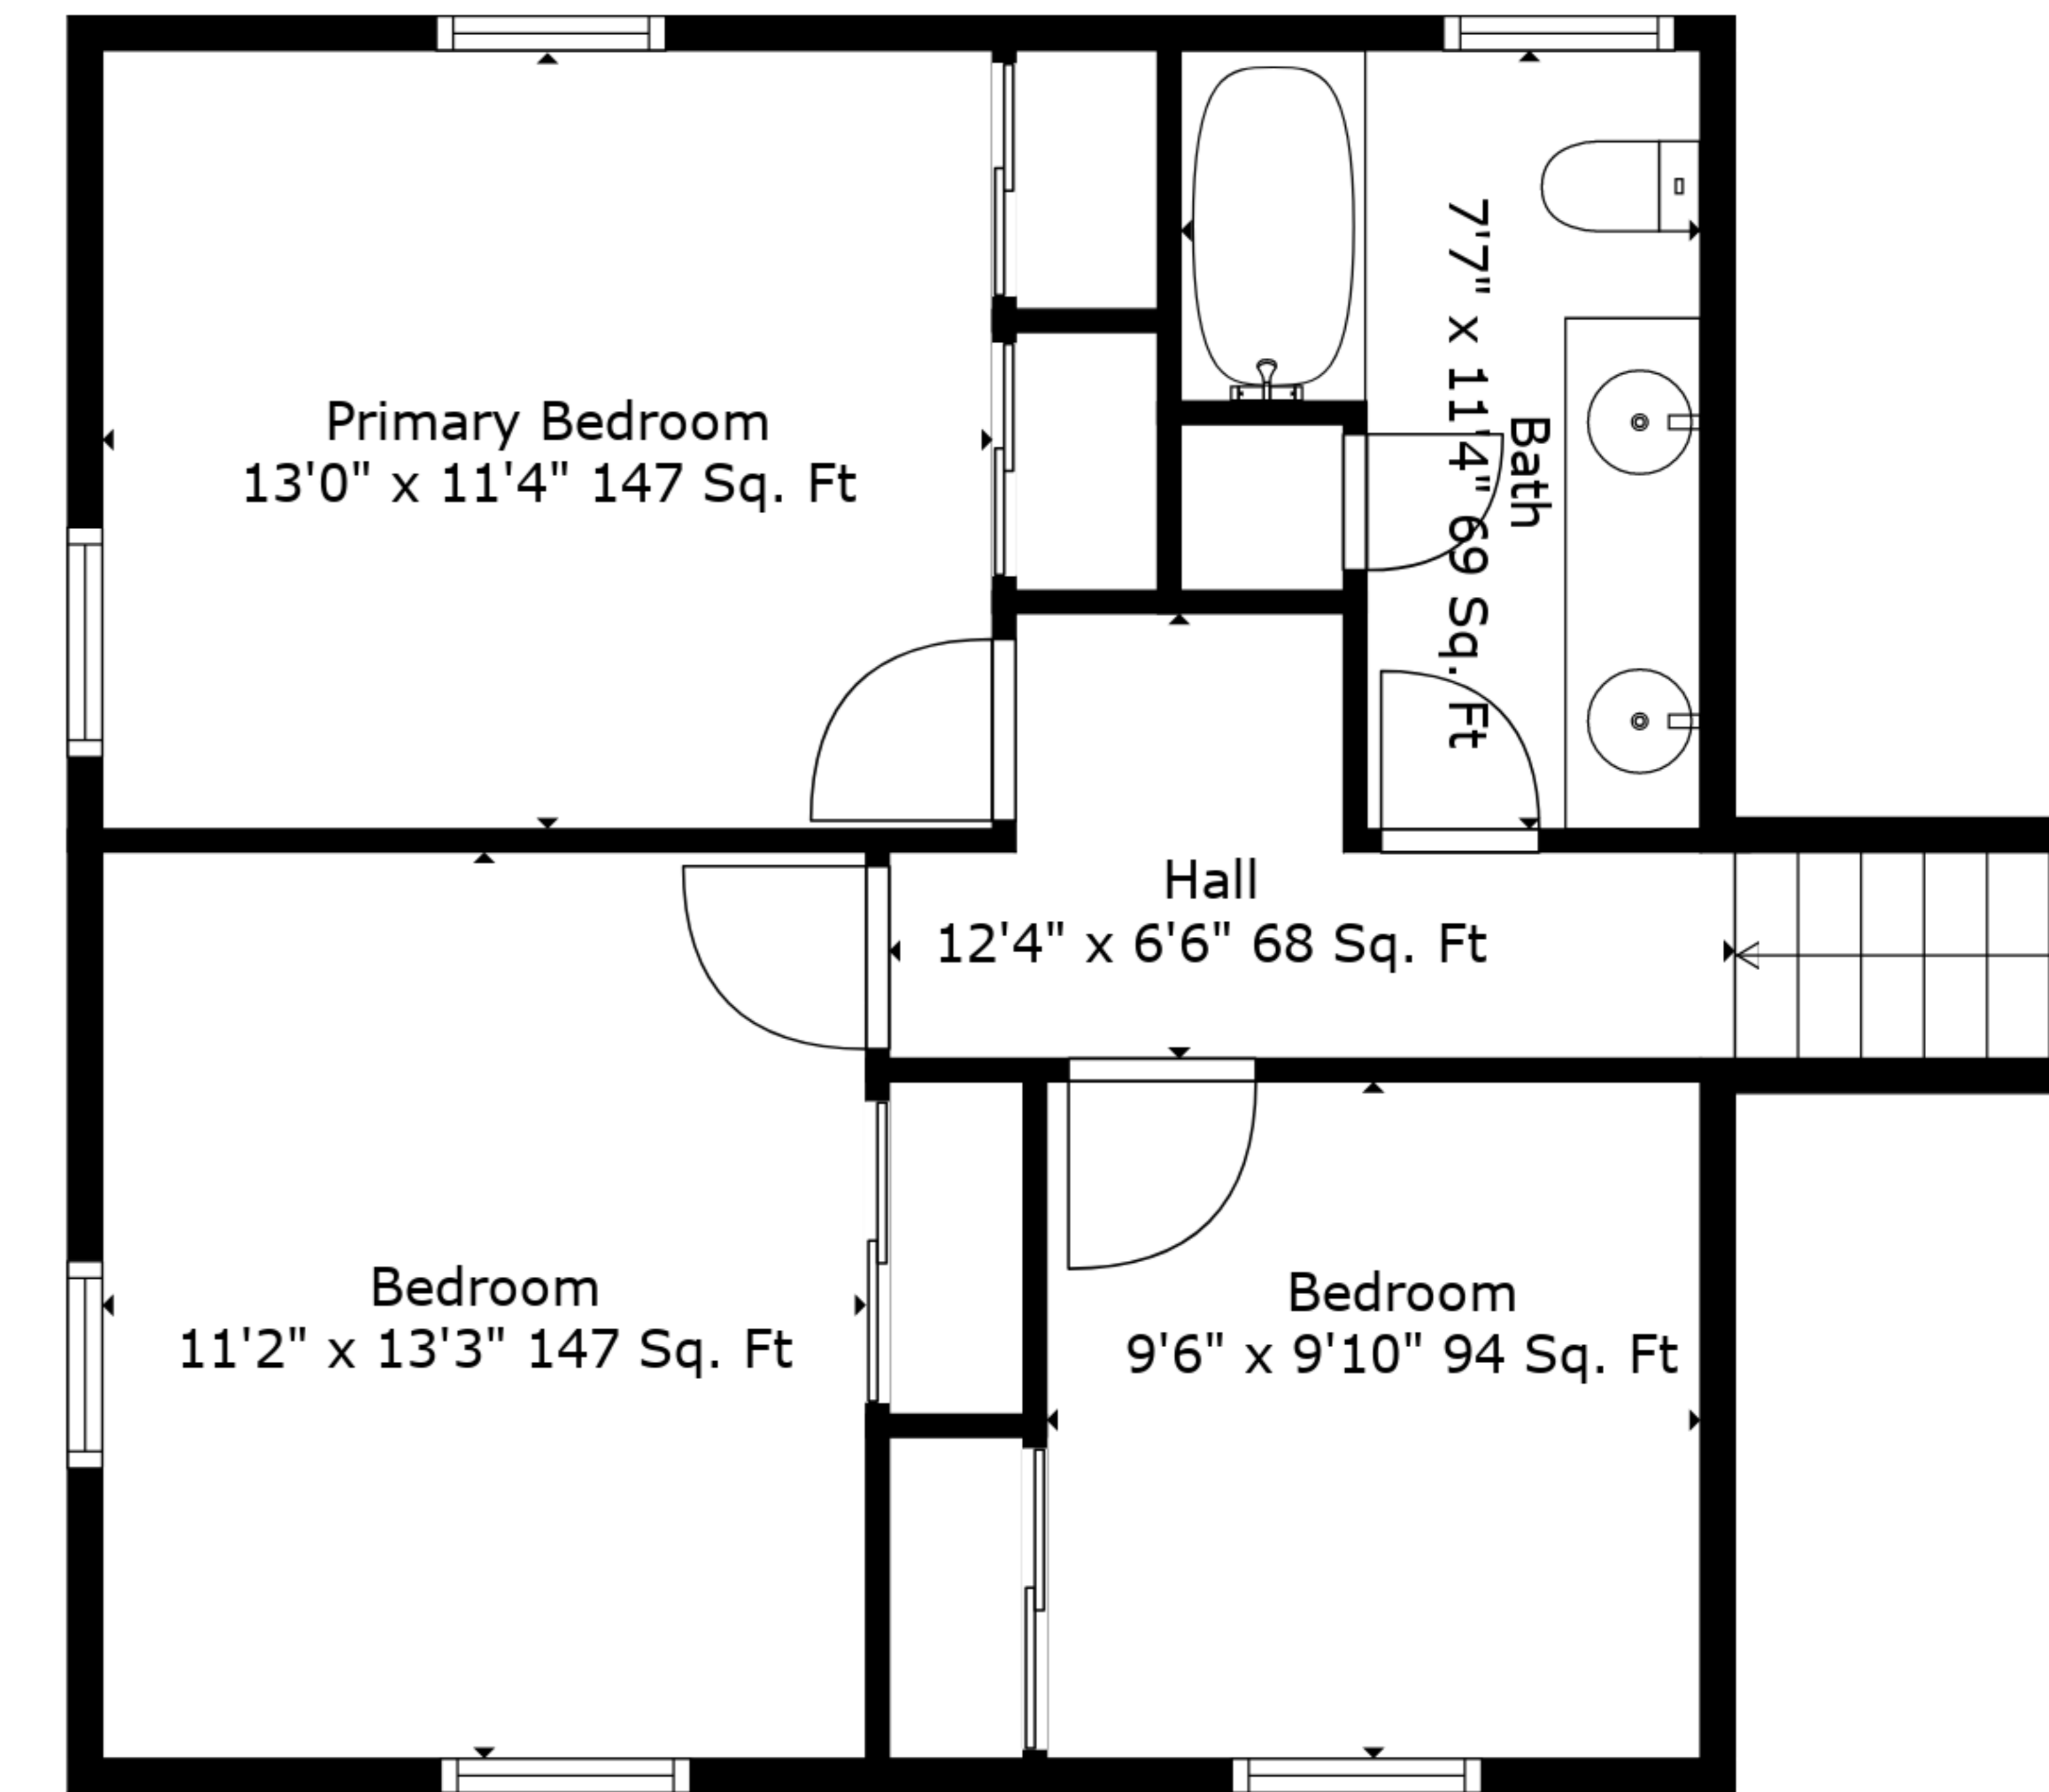 Primary Bedroom
13'0" x 11'4" 147 Sq. Ft
Bath
7'7" x 11'4" 69 Sq. Ft
Hall
12'4" x 6'6" 68 Sq. Ft
Bedroom
11'2" x 13'3" 147 Sq. Ft
Bedroom
9'6" x 9'10" 94 Sq. Ft